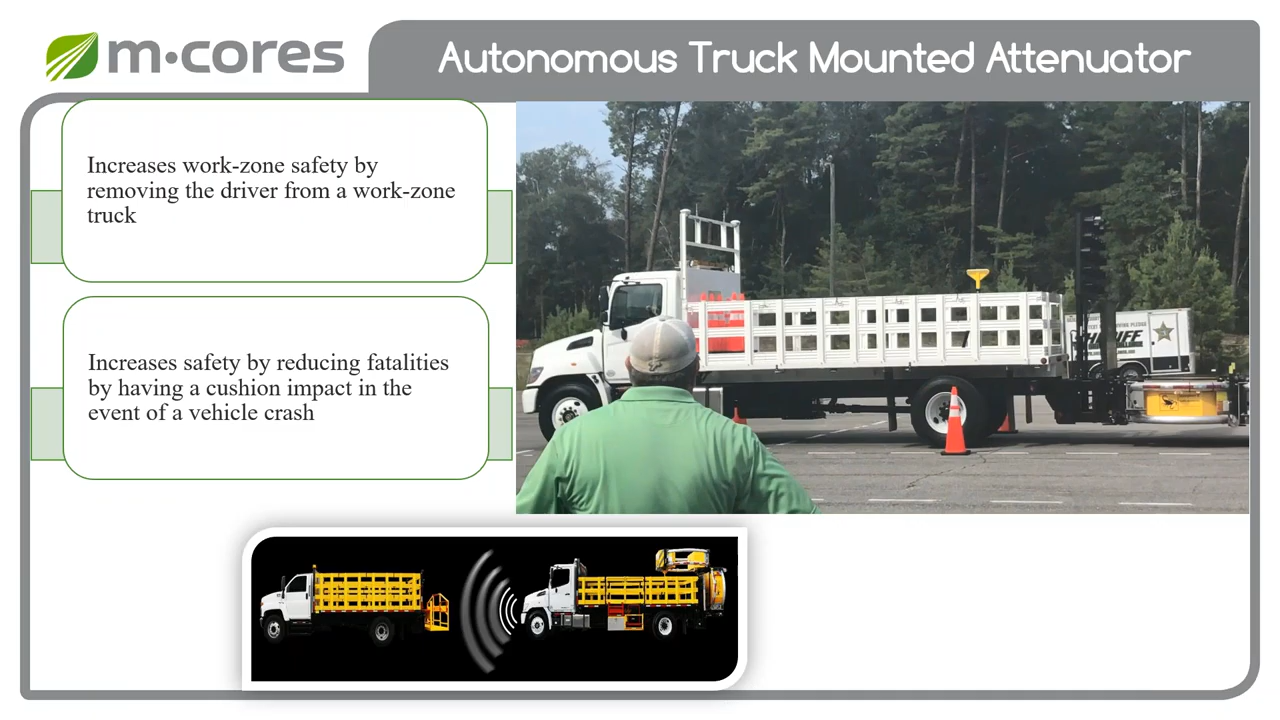 m·cores
Autonomous Truck Mounted Attenuator
Increases work-zone safety by
removing the driver from a work-zone
truck
Increases safety by reducing fatalities
by having a cushion impact in the
event of a vehicle crash
SHERIFF